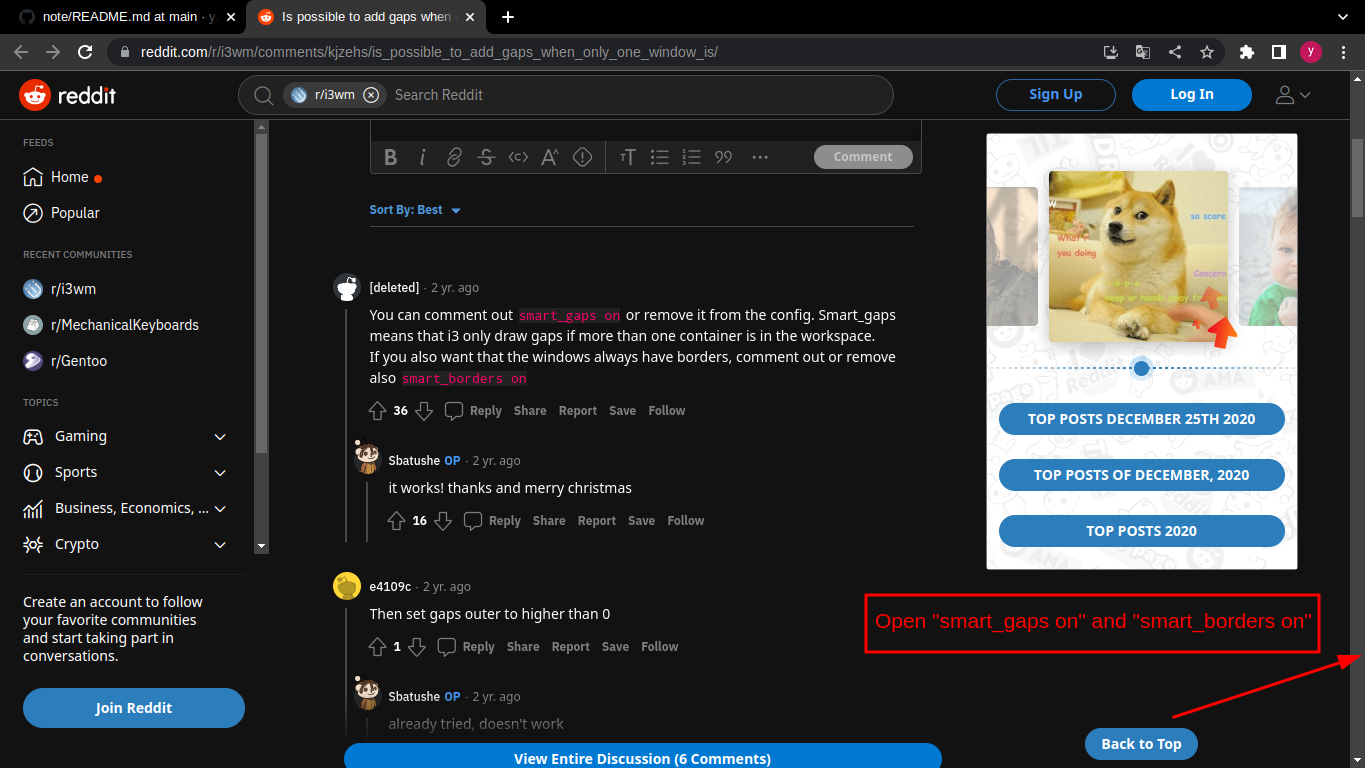 note/README.md at main · y
Is possible to add gaps when
reddit.com/r/i3wm/comments/kjzehs/is_possible_to_add_gaps_when_only_one_window_is/
y
reddit
r/i3wm
Search Reddit
Sign Up
Log In
FEEDS
Home
Popular
RECENT COMMUNITIES
r/i3wm
r/MechanicalKeyboards
r/Gentoo
TOPICS
Gaming
Sports
Business, Economics, ...
Crypto
Create an account to follow
your favorite communities
and start taking part in
conversations.
Join Reddit
Comment
Sort By: Best
[deleted] · 2 yr. ago
You can comment out smart_gaps on or remove it from the config. Smart_gaps
means that i3 only draw gaps if more than one container is in the workspace.
If you also want that the windows always have borders, comment out or remove
also smart_borders on
36 Reply Share Report Save Follow
Sbatushe OP · 2 yr. ago
it works! thanks and merry christmas
16 Reply Share Report Save Follow
e4109c · 2 yr. ago
Then set gaps outer to higher than 0
1 Reply Share Report Save Follow
Sbatushe OP · 2 yr. ago
already tried, doesn't work
View Entire Discussion (6 Comments)
so scare
What r
you doing
Concern
keep ur hands away from me
TOP POSTS DECEMBER 25TH 2020
TOP POSTS OF DECEMBER, 2020
TOP POSTS 2020
Open "smart_gaps on" and "smart_borders on"
Back to Top